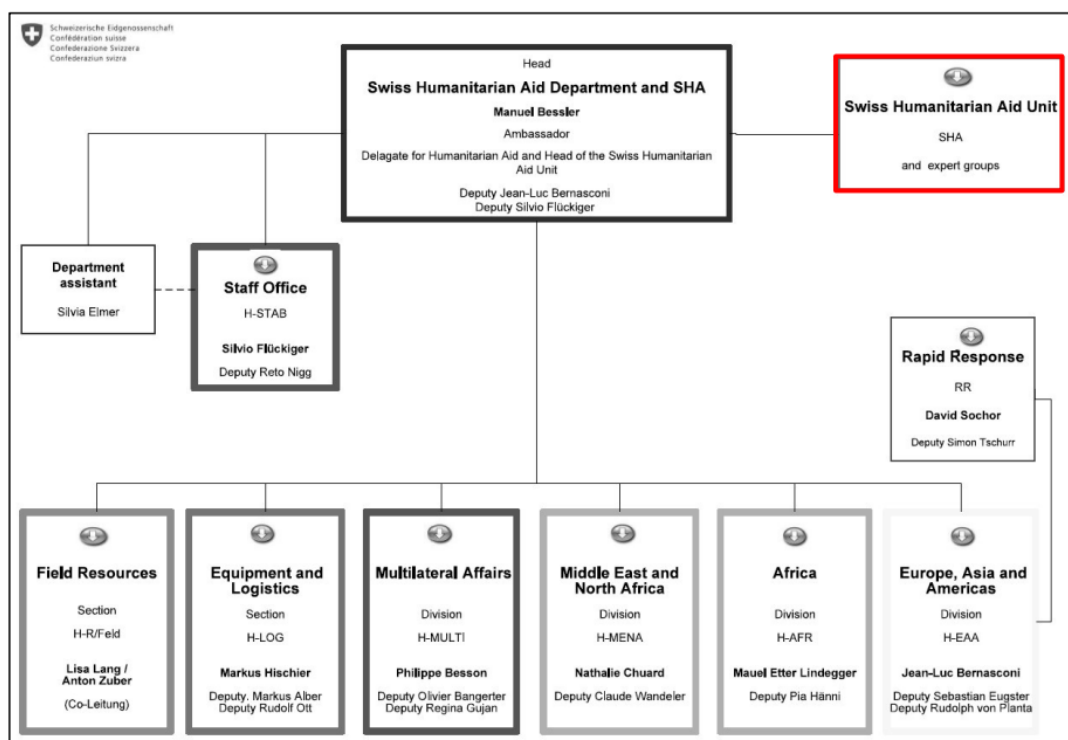 Schweizerische Eidgenossenschaft
Confédération suisse
Confederazione Svizzera
Confederaziun svizra
Head
Swiss Humanitarian Aid Department and SHA
Manuel Bessler
Ambassador
Delagate for Humanitarian Aid and Head of the Swiss Humanitarian
Aid Unit
Deputy Jean-Luc Bernasconi
Deputy Silvio Flückiger
Swiss Humanitarian Aid Unit
SHA
and expert groups
Department
assistant
Silvia Elmer
Staff Office
H-STAB
Silvio Flückiger
Deputy Reto Nigg
Rapid Response
RR
David Sochor
Deputy Simon Tschurr
Field Resources
Section
H-R/Feld
Lisa Lang /
Anton Zuber
(Co-Leitung)
Equipment and
Logistics
Section
H-LOG
Markus Hischier
Deputy. Markus Alber
Deputy Rudolf Ott
Multilateral Affairs
Division
H-MULTI
Philippe Besson
Deputy Olivier Bangerter
Deputy Regina Gujan
Middle East and
North Africa
Division
H-MENA
Nathalie Chuard
Deputy Claude Wandeler
Africa
Division
H-AFR
Mauel Etter Lindegger
Deputy Pia Hänni
Europe, Asia and
Americas
Division
H-EAA
Jean-Luc Bernasconi
Deputy Sebastian Eugster
Deputy Rudolph von Planta